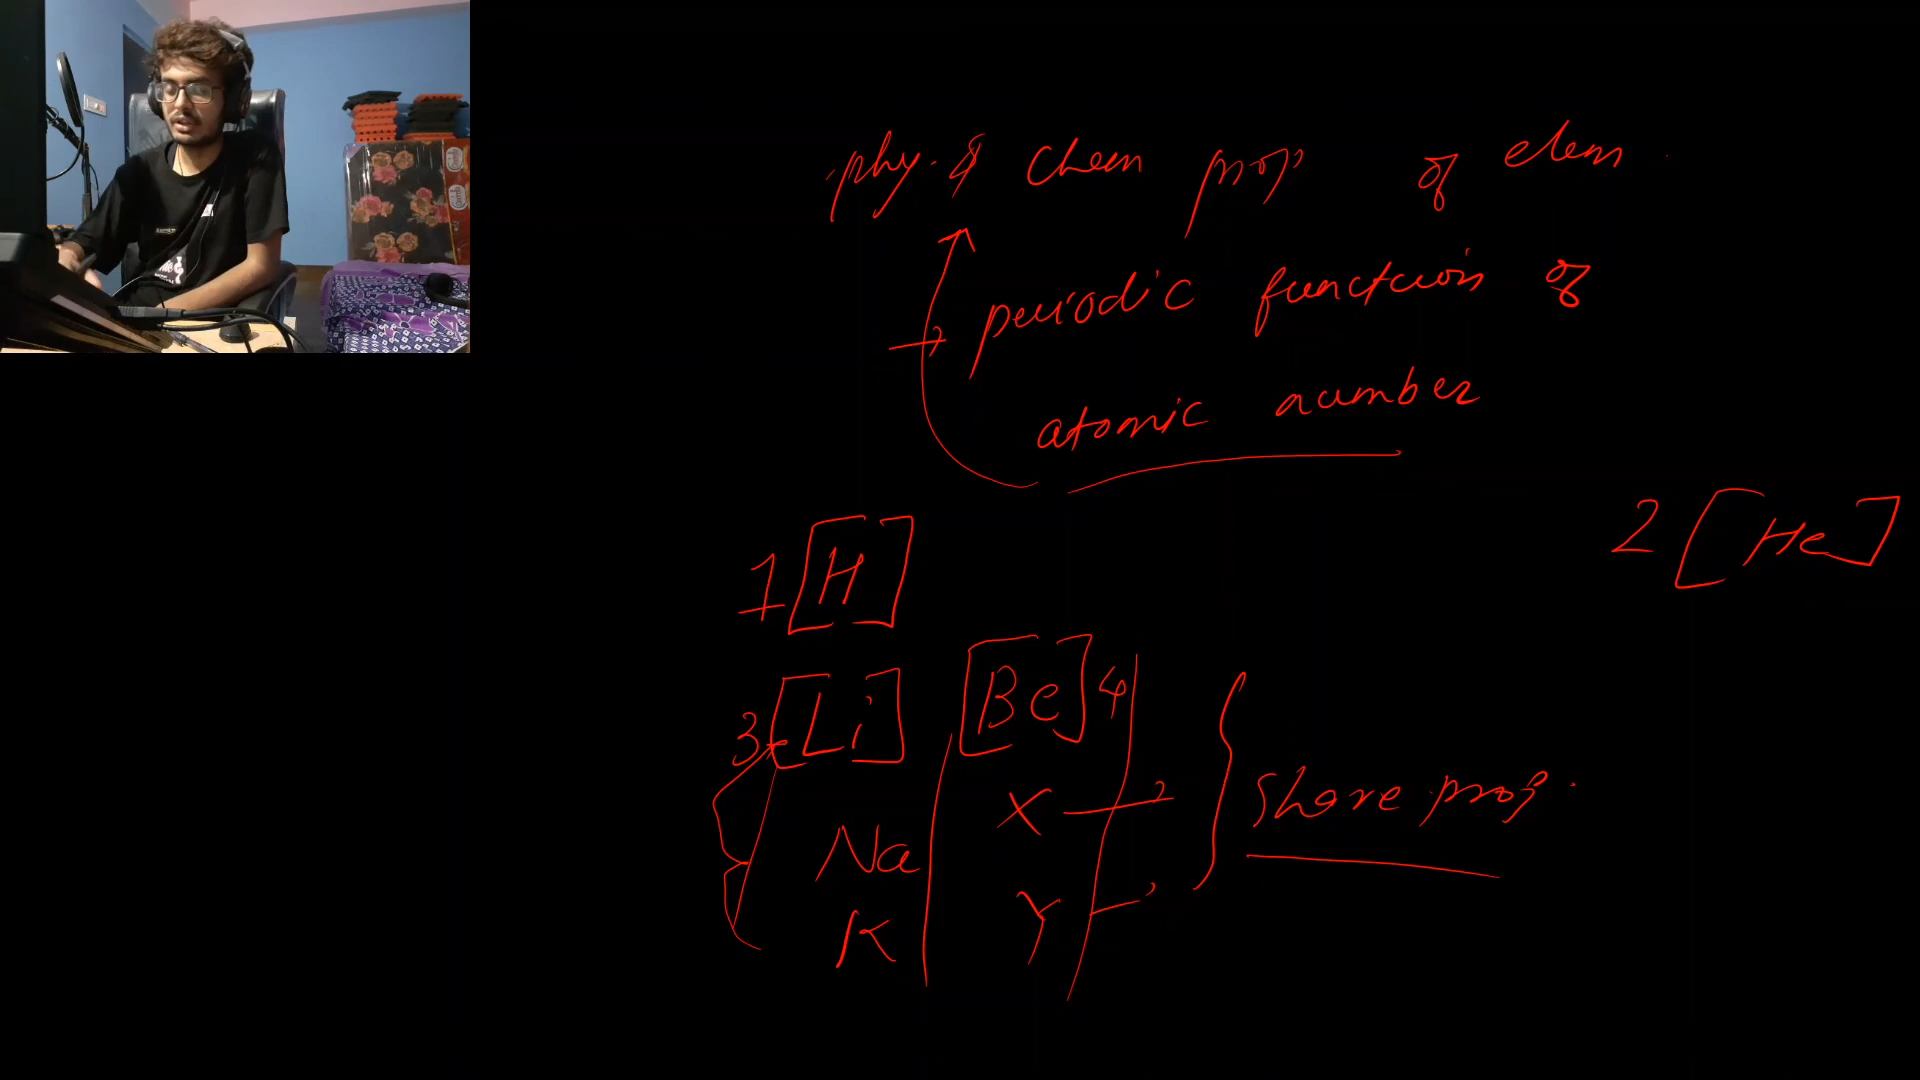 phy. & chem prop of elem.
periodic function of
atomic number
2 [He]
1 [H]
3 [Li] [Be] 4
X
share prop.
Na
K Y